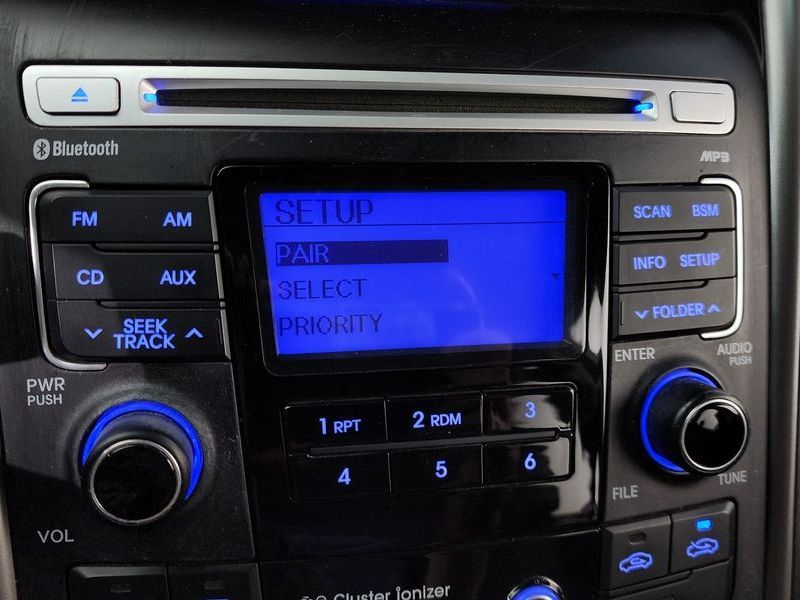 Bluetooth
MP3
FM AM
CD AUX
SEEK
TRACK
SETUP
PAIR
SELECT
PRIORITY
SCAN BSM
INFO SETUP
FOLDER
PWR
PUSH
VOL
1 RPT 2 RDM 3
4 5 6
ENTER
AUDIO
PUSH
FILE
TUNE
Cluster ionizer